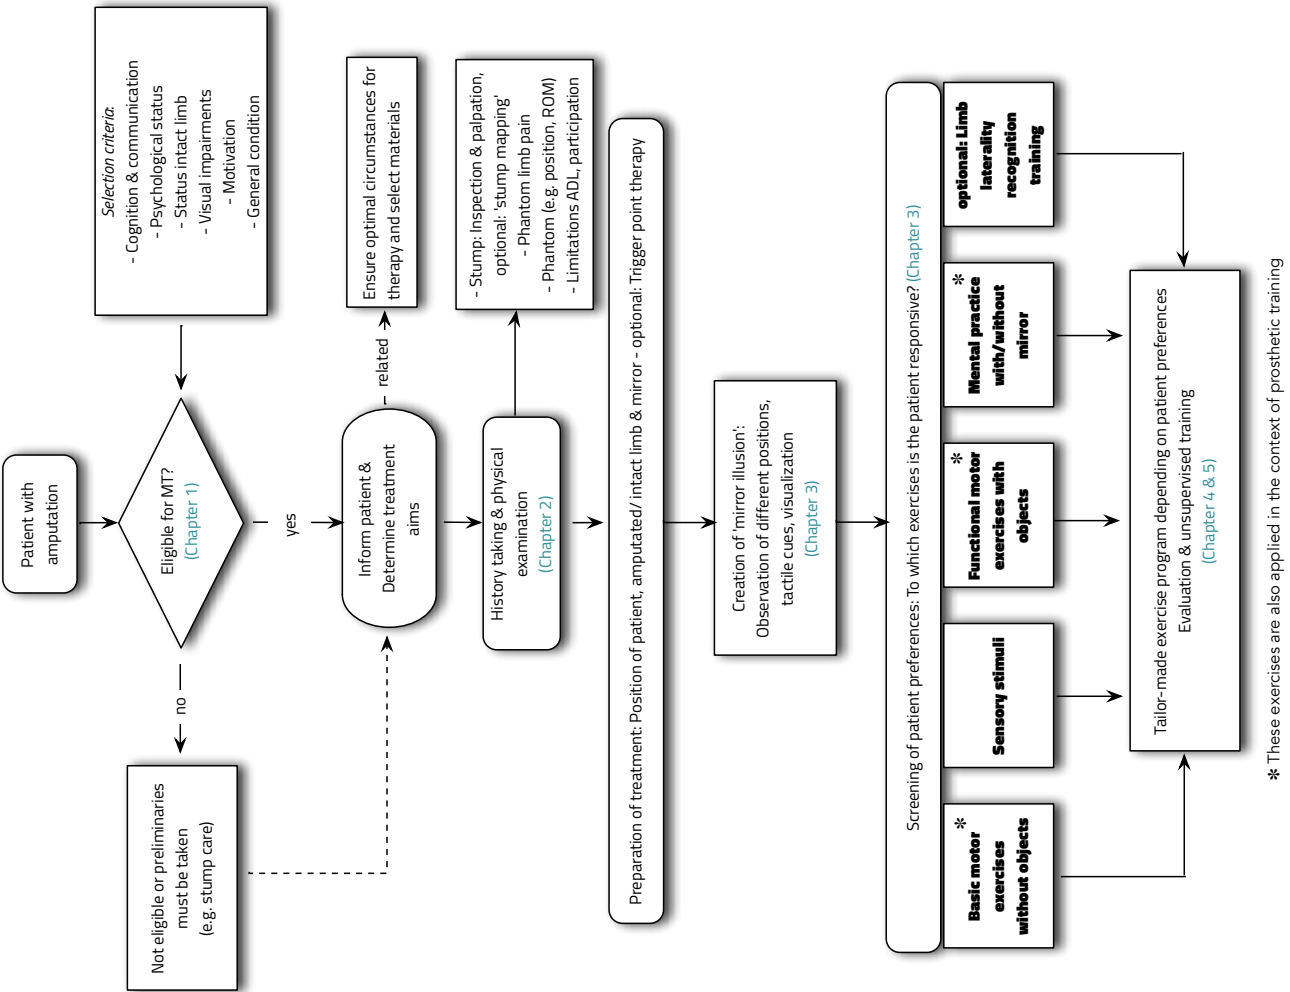 Patient with
amputation
Eligible for MT?
(Chapter 1)
Selection criteria:
- Cognition & communication
- Psychological status
- Status intact limb
- Visual impairments
- Motivation
- General condition
no
Not eligible or preliminaries
must be taken
(e.g. stump care)
yes
Inform patient &
Determine treatment
aims
related
Ensure optimal circumstances for
therapy and select materials
History taking & physical
examination
(Chapter 2)
- Stump: Inspection & palpation,
optional: 'stump mapping'
- Phantom limb pain
- Phantom (e.g. position, ROM)
- Limitations ADL, participation
Preparation of treatment: Position of patient, amputated/ intact limb & mirror - optional: Trigger point therapy
Creation of 'mirror illusion':
Observation of different positions,
tactile cues, visualization
(Chapter 3)
Screening of patient preferences: To which exercises is the patient responsive? (Chapter 3)
Basic motor *
exercises
without objects
Sensory stimuli
Functional motor *
exercises with
objects
Mental practice *
with/without
mirror
optional: Limb
laterality
recognition
training
Tailor-made exercise program depending on patient preferences
Evaluation & unsupervised training
(Chapter 4 & 5)
* These exercises are also applied in the context of prosthetic training